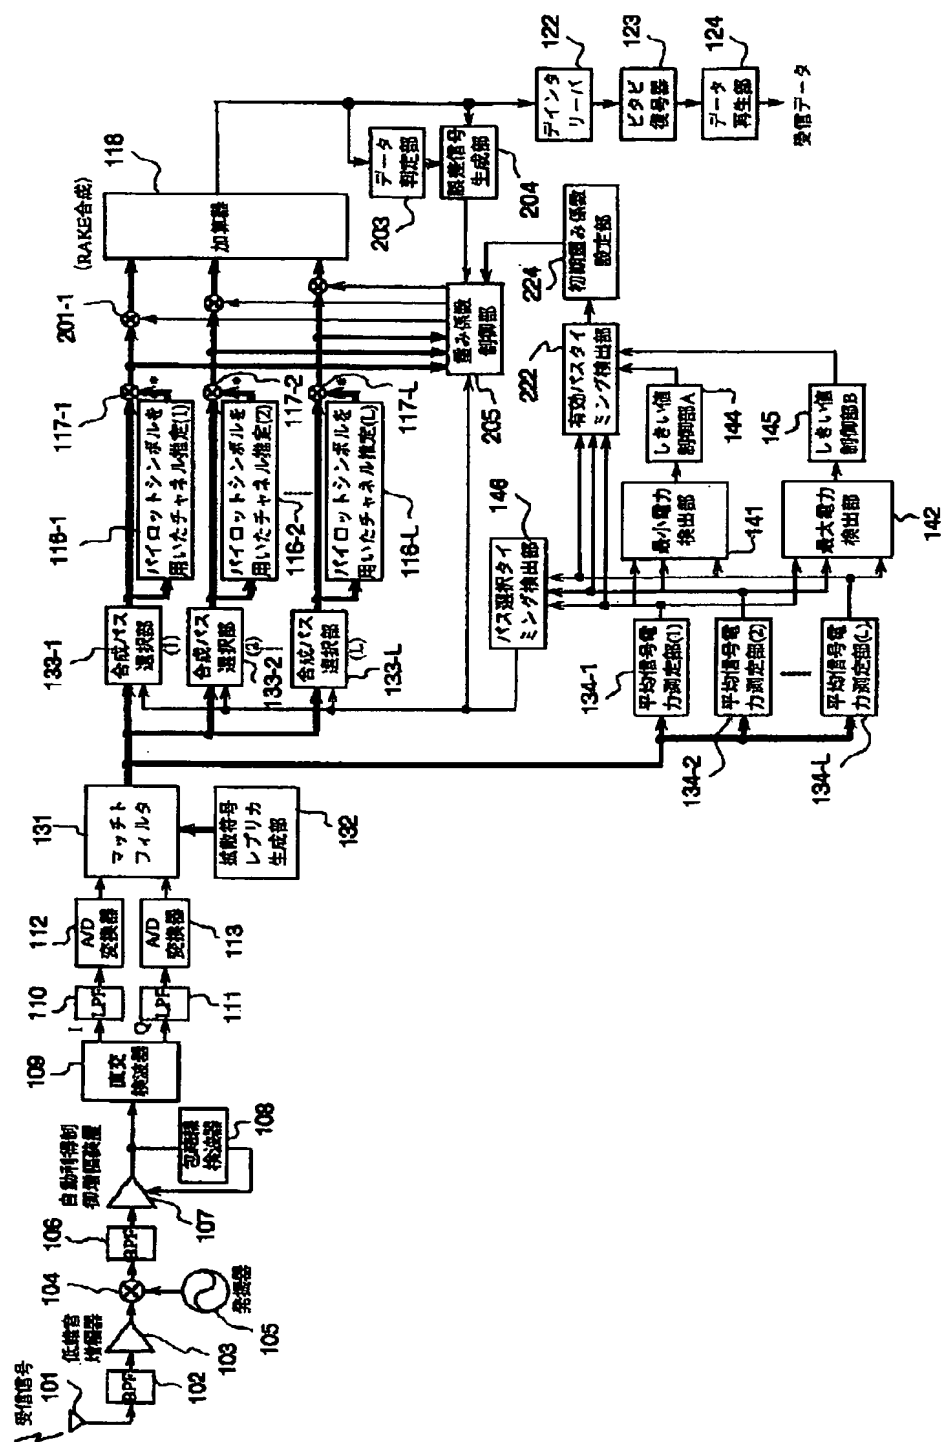 受信信号
101
BPF
102
低雑音
増幅器
103
104
発振器
105
BPF
106
自動利得制
御増幅装置
107
包絡線
検波器
108
直交
検波器
109
I
Q
LPF
110
LPF
111
A/D
変換器
112
A/D
変換器
113
マッチト
フィルタ
131
拡散符号
レプリカ
生成部
132
合成パス
選択部
(1)
133-1
合成パス
選択部
(2)
133-2
合成パス
選択部
(L)
133-L
パイロットシンボルを
用いたチャネル推定(1)
116-1
パイロットシンボルを
用いたチャネル推定(2)
116-2
パイロットシンボルを
用いたチャネル推定(L)
116-L
*
*
*
117-1
117-2
117-L
201-1
(RAKE合成)
加算器
118
データ
判定部
203
誤差信号
生成部
204
重み係数
制御部
205
初期重み係数
設定部
224
有効パスタイ
ミング検出部
222
パス選択タイ
ミング検出部
146
しきい値
制御部A
144
しきい値
制御部B
145
最小電力
検出部
141
最大電力
検出部
142
平均信号電
力測定部(1)
134-1
平均信号電
力測定部(2)
134-2
平均信号電
力測定部(L)
134-L
デインタ
リーバ
122
ビタビ
復号器
123
データ
再生部
124
受信データ